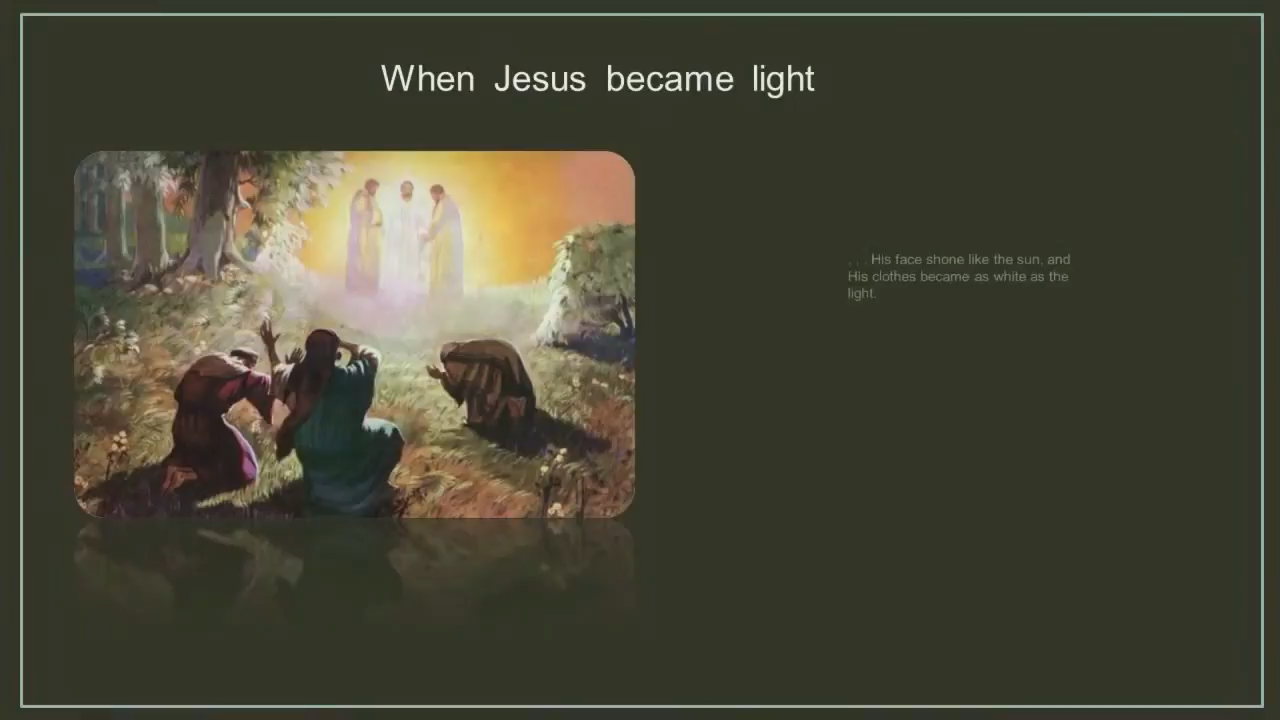 When Jesus became light
. . . His face shone like the sun, and
His clothes became as white as the
light.